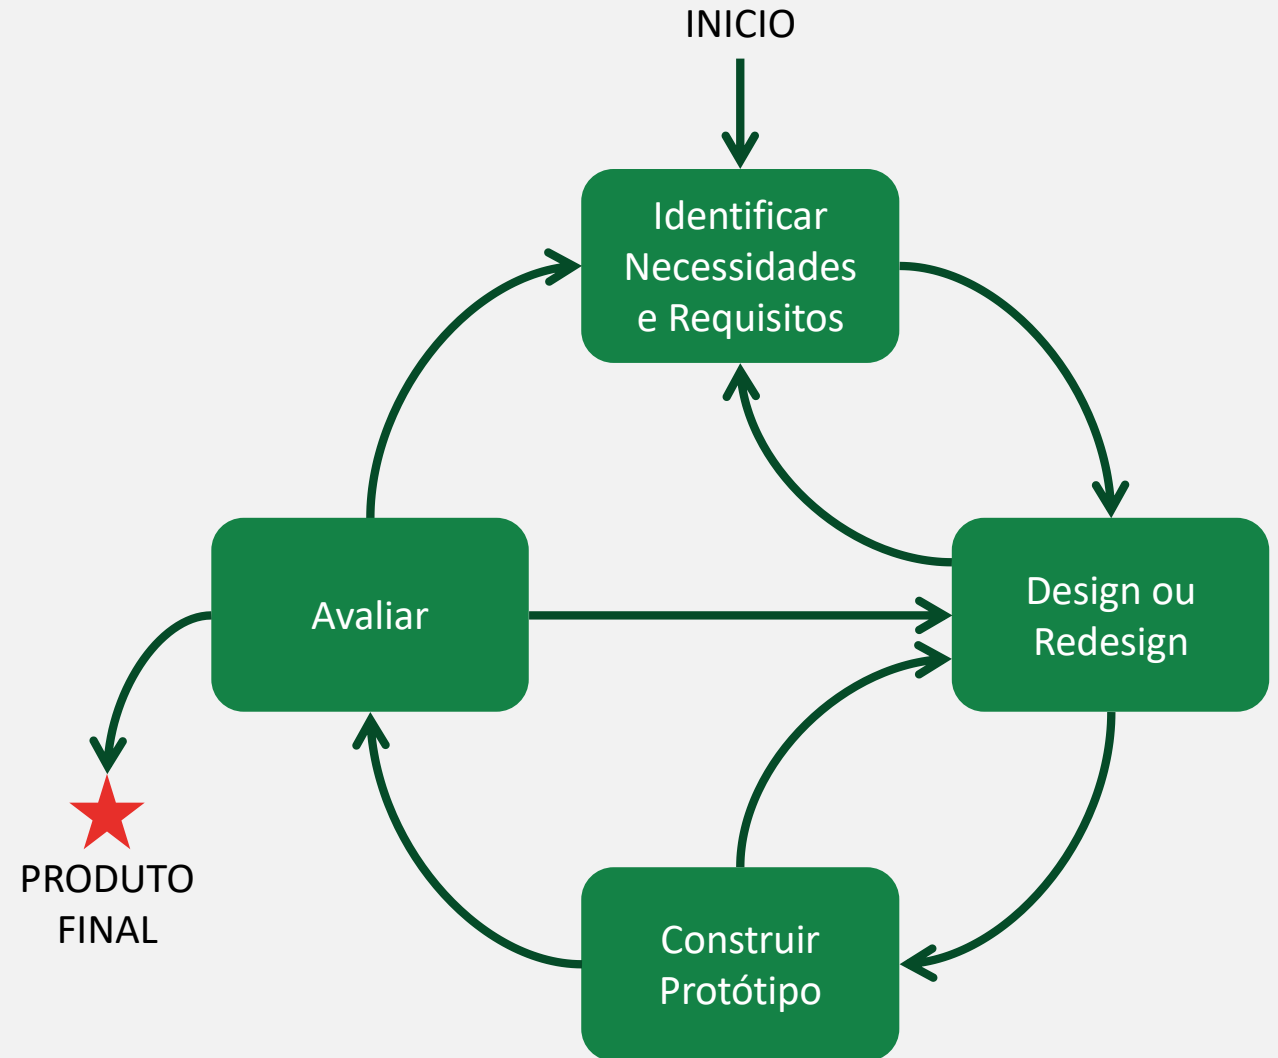 INICIO
Identificar
Necessidades
e Requisitos
Avaliar
Design ou
Redesign
PRODUTO
FINAL
Construir
Protótipo